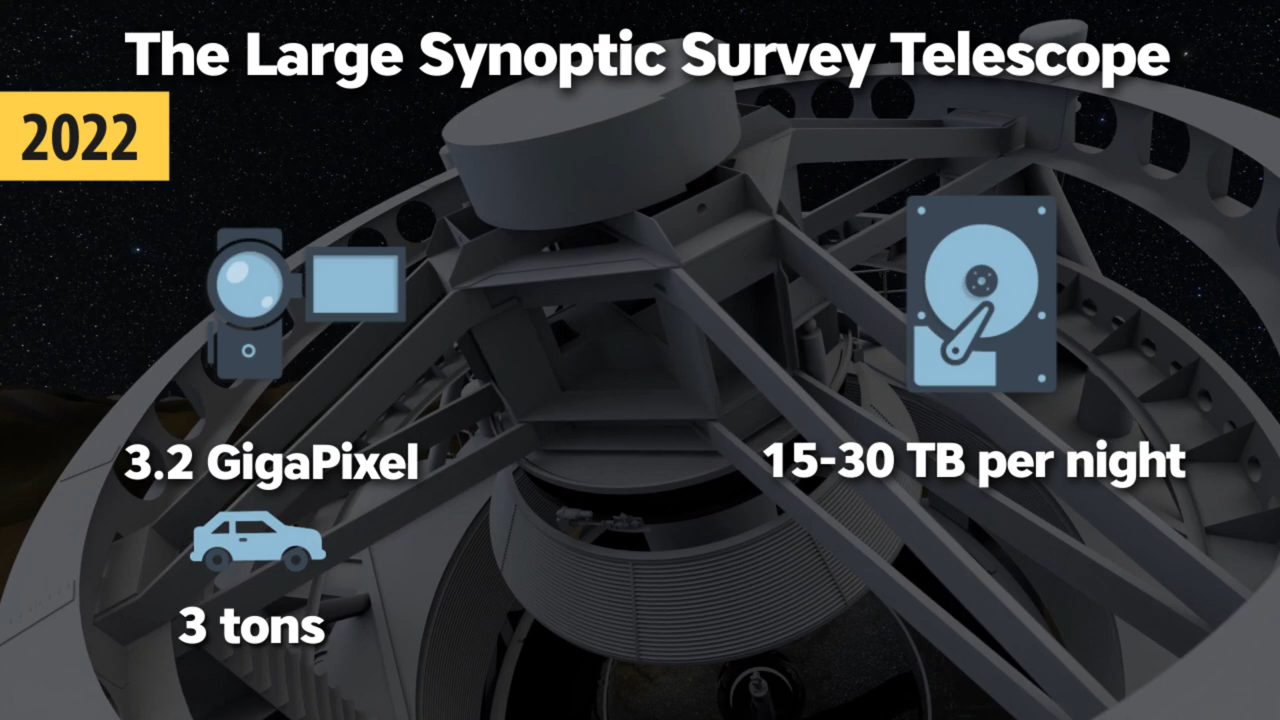 The Large Synoptic Survey Telescope
2022
3.2 GigaPixel
15-30 TB per night
3 tons